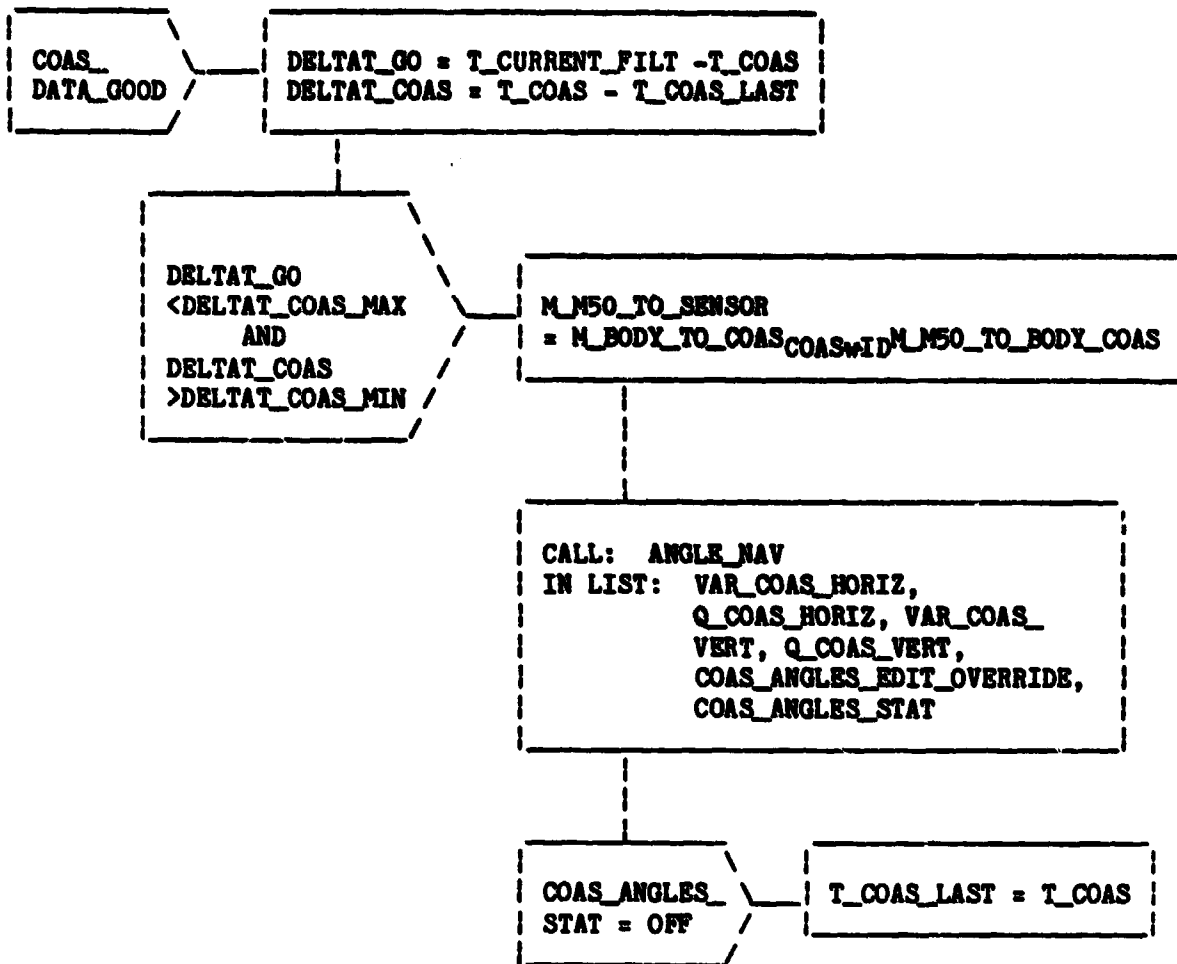 COAS_
DATA_GOOD
DELTAT_GO = T_CURRENT_FILT -T_COAS
DELTAT_COAS = T_COAS - T_COAS_LAST
DELTAT_GO
<DELTAT_COAS_MAX
AND
DELTAT_COAS
>DELTAT_COAS_MIN
M_M50_TO_SENSOR
= M_BODY_TO_COAS COASwID M_M50_TO_BODY_COAS
CALL: ANGLE_NAV
IN LIST: VAR_COAS_HORIZ,
Q_COAS_HORIZ, VAR_COAS_
VERT, Q_COAS_VERT,
COAS_ANGLES_EDIT_OVERRIDE,
COAS_ANGLES_STAT
COAS_ANGLES_
STAT = OFF
T_COAS_LAST = T_COAS